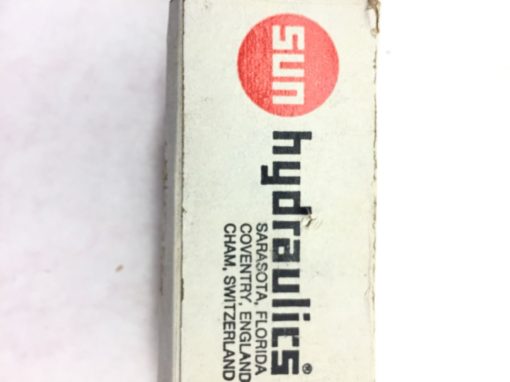 sun hydraulics®
SARASOTA, FLORIDA
COVENTRY, ENGLAND
CHAM, SWITZERLAND